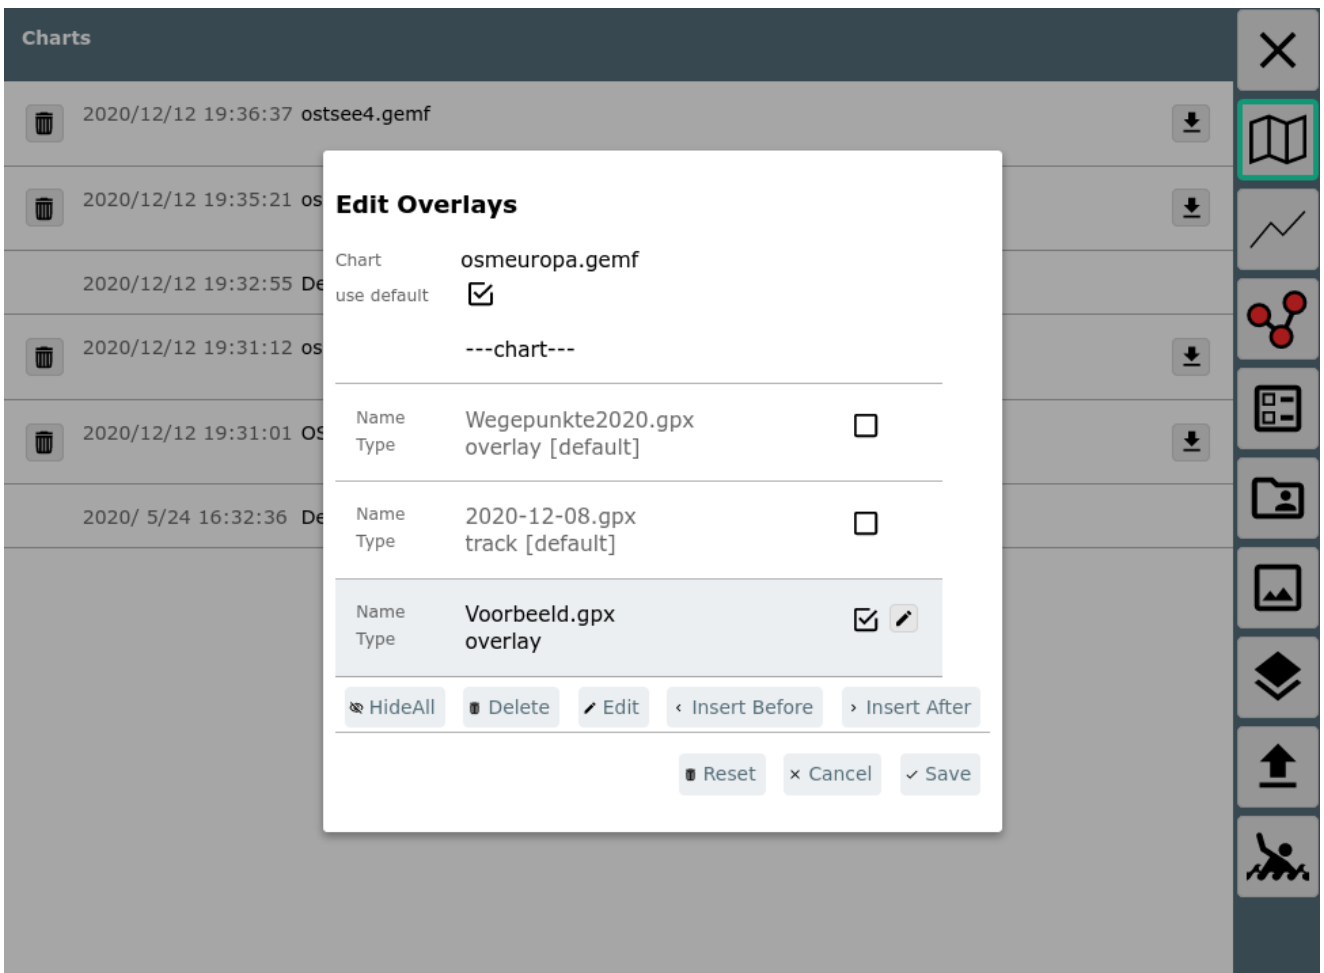 Charts
2020/12/12 19:36:37 ostsee4.gemf
2020/12/12 19:35:21 os
2020/12/12 19:32:55 De
2020/12/12 19:31:12 os
2020/12/12 19:31:01 OS
2020/ 5/24 16:32:36 De
Edit Overlays
Chart osmeuropa.gemf
use default
---chart---
Name Wegepunkte2020.gpx
Type overlay [default]
Name 2020-12-08.gpx
Type track [default]
Name Voorbeeld.gpx
Type overlay
HideAll Delete Edit Insert Before Insert After
Reset Cancel Save